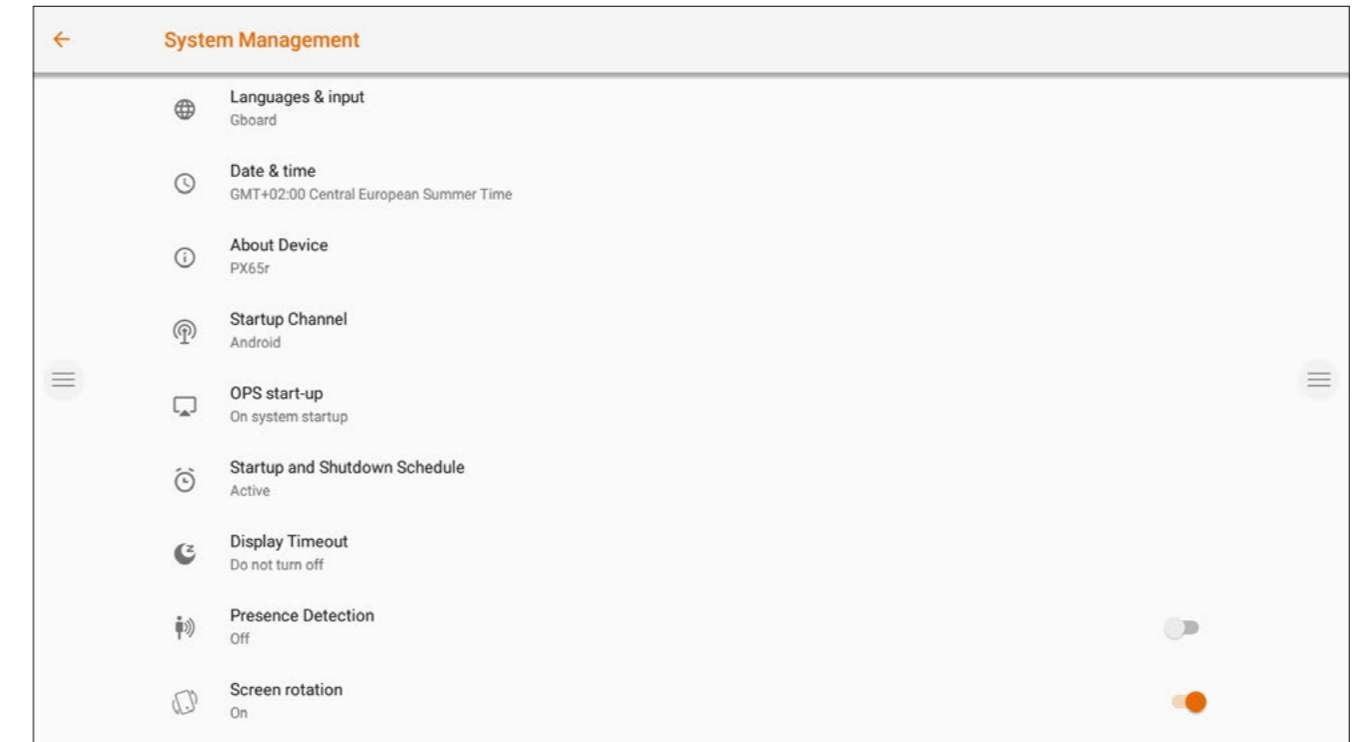 System Management
Languages & input
Gboard
Date & time
GMT+02:00 Central European Summer Time
About Device
PX65r
Startup Channel
Android
OPS start-up
On system startup
Startup and Shutdown Schedule
Active
Display Timeout
Do not turn off
Presence Detection
Off
Screen rotation
On